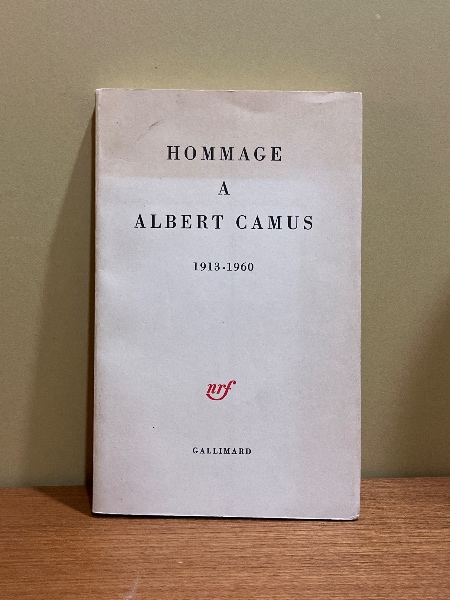 HOMMAGE
A
ALBERT CAMUS
1913-1960
nrf
GALLIMARD